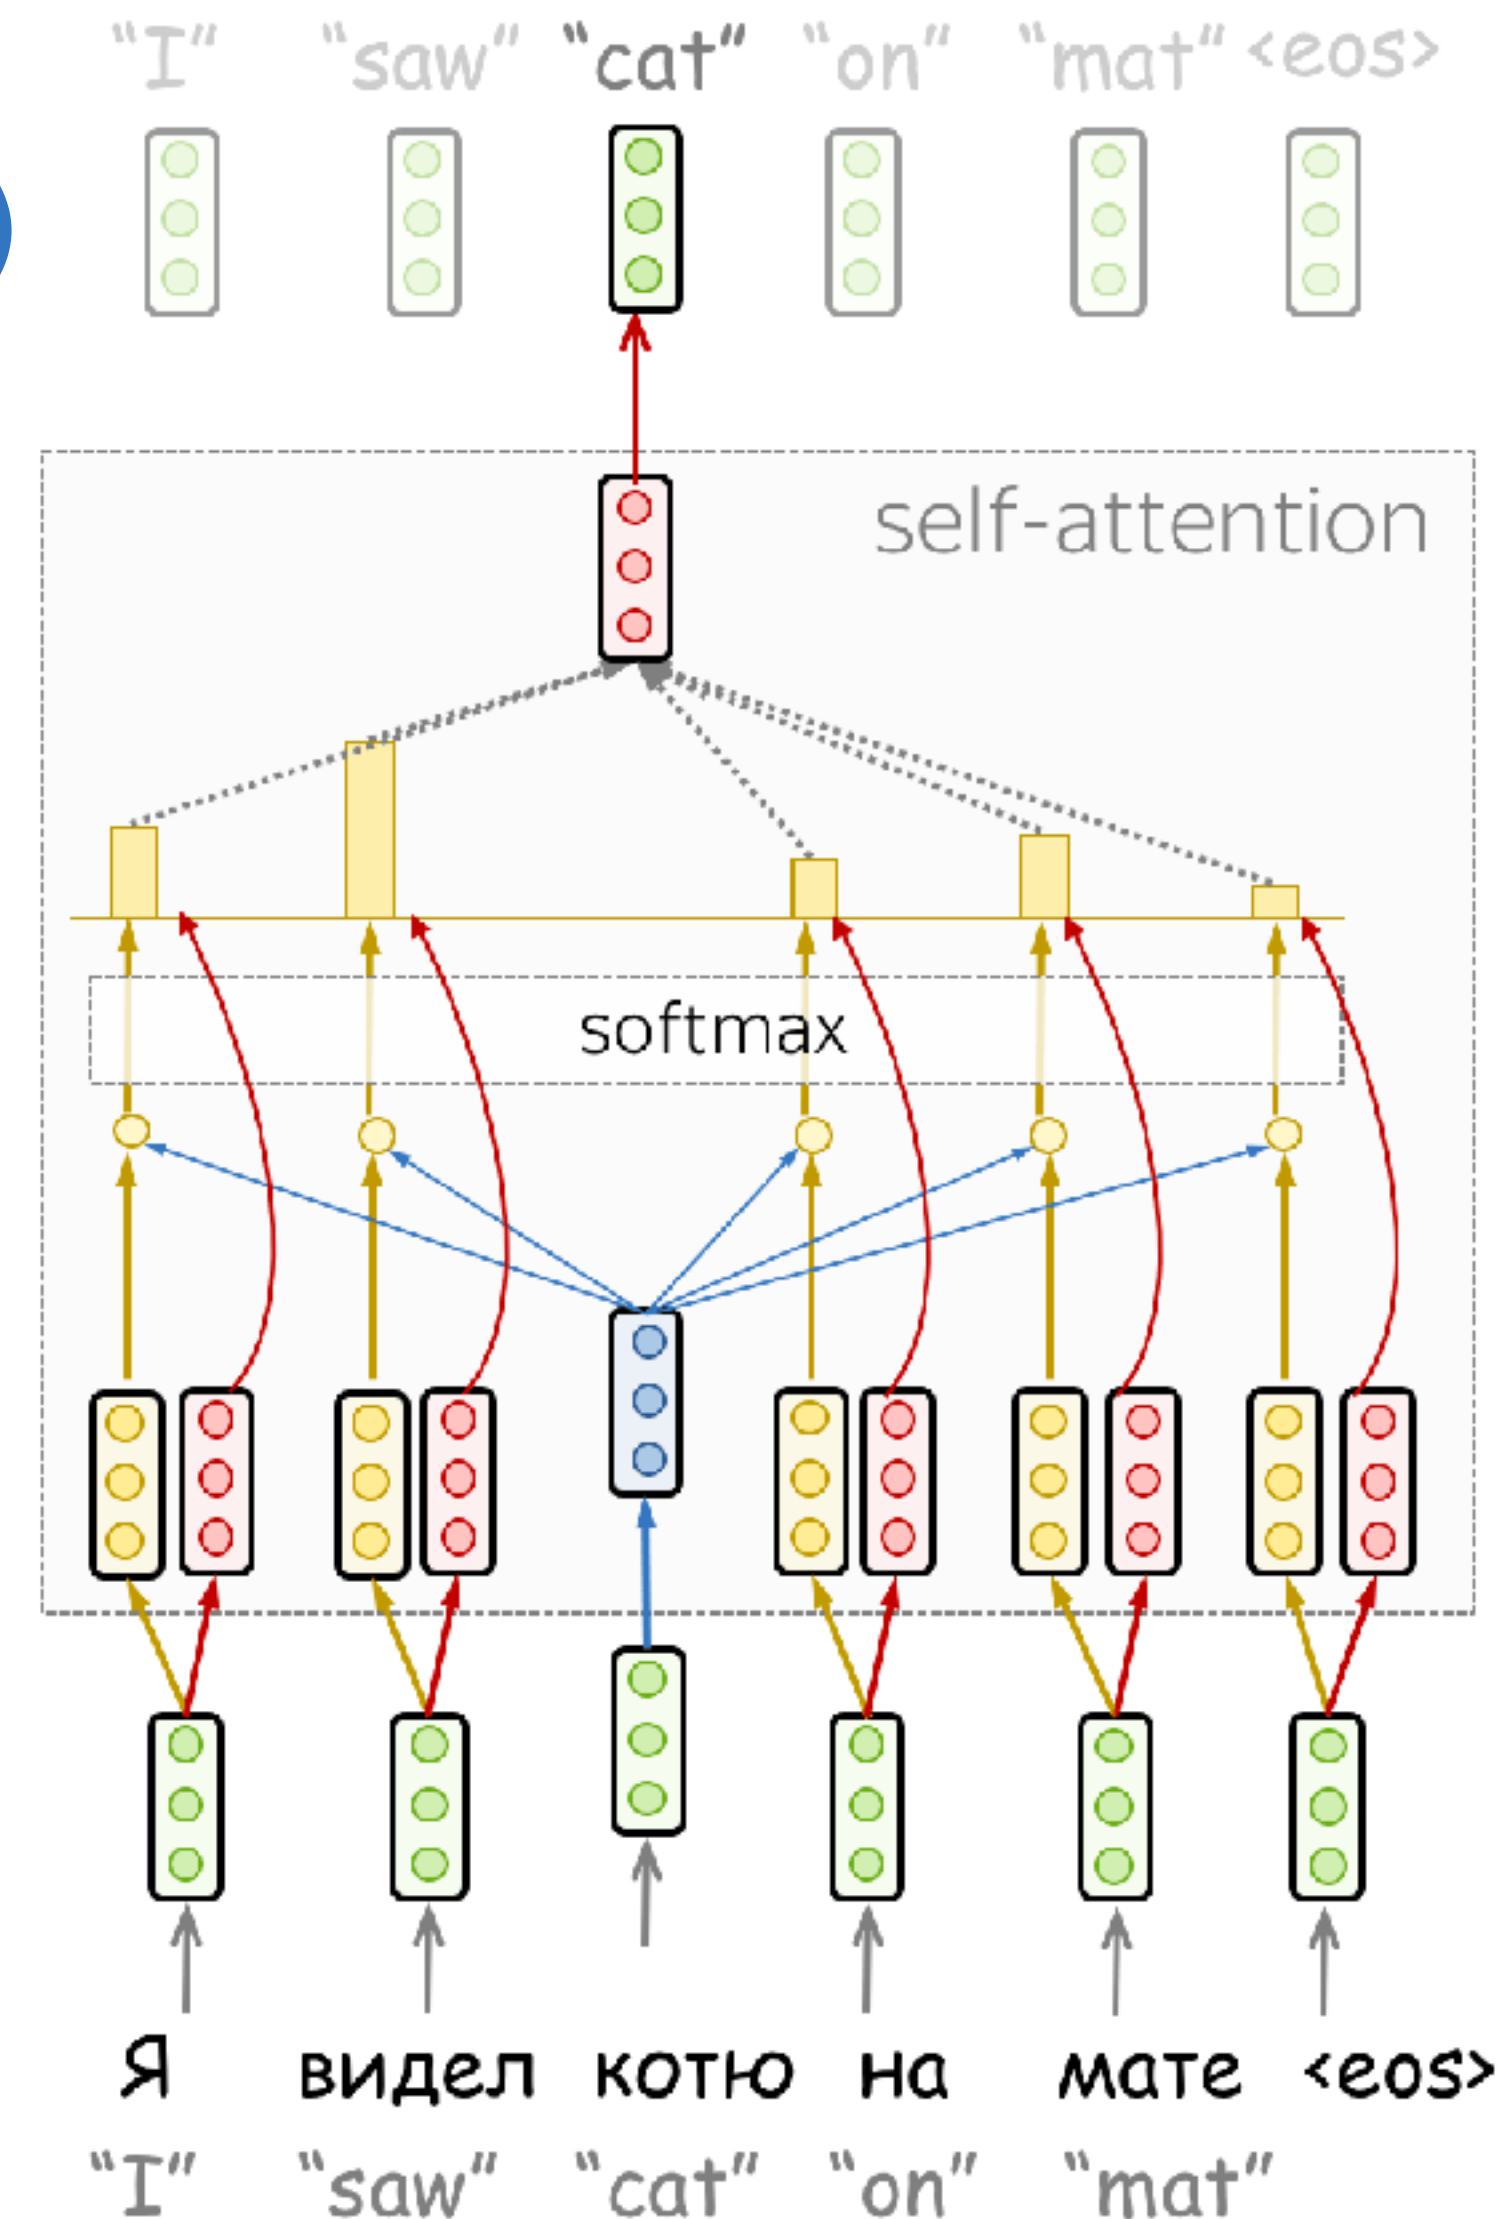 “I” “saw” “cat” “on” “mat” <eos>
self-attention
softmax
Я видел котю на мате <eos>
“I” “saw” “cat” “on” “mat”